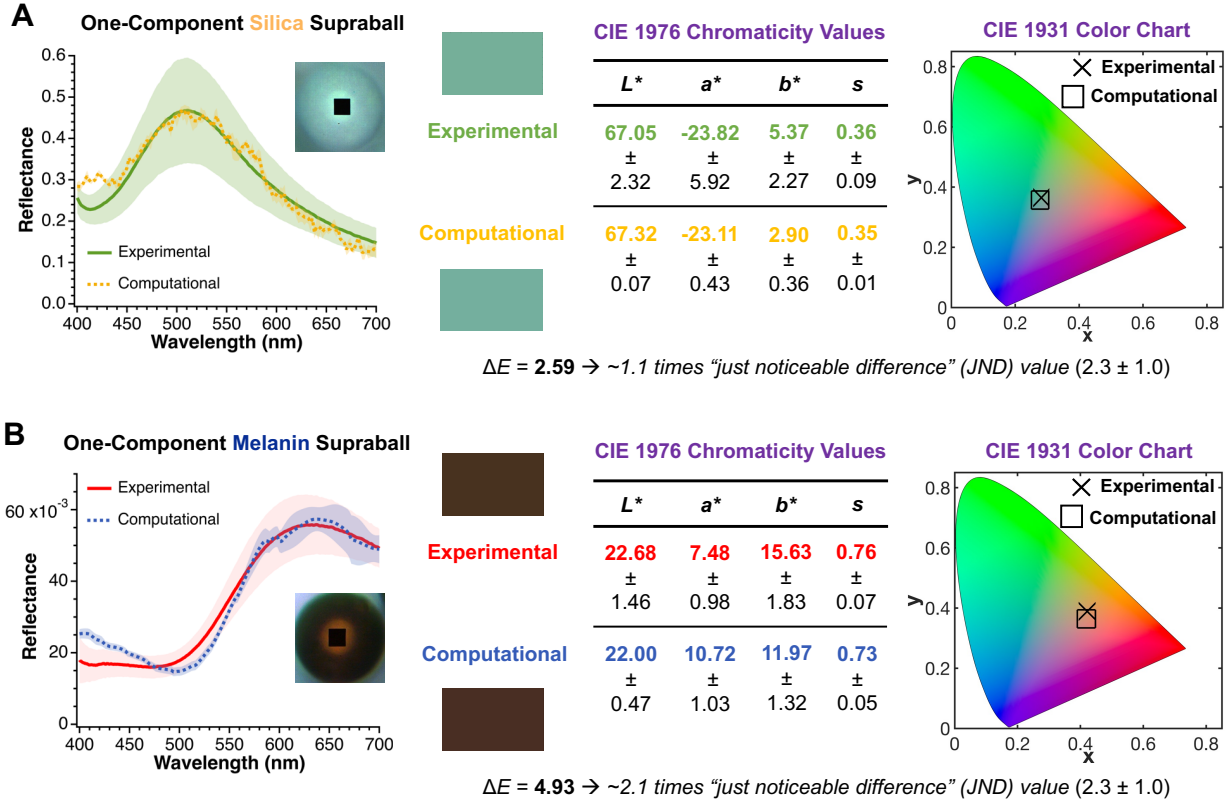 A
One-Component Silica Supraball
0.6
0.5
0.4
0.3
0.2
0.1
0.0
Reflectance
Experimental
Computational
400 450 500 550 600 650 700
Wavelength (nm)
CIE 1976 Chromaticity Values
L* a* b* s
Experimental 67.05 -23.82 5.37 0.36
± ± ± ±
2.32 5.92 2.27 0.09
Computational 67.32 -23.11 2.90 0.35
± ± ± ±
0.07 0.43 0.36 0.01
CIE 1931 Color Chart
Experimental
Computational
0.8
0.6
0.4
0.2
0
y
0 0.2 0.4 0.6 0.8
x
ΔE = 2.59 → ~1.1 times “just noticeable difference” (JND) value (2.3 ± 1.0)
B
One-Component Melanin Supraball
Experimental
Computational
60 x10-3
40
20
0
Reflectance
400 450 500 550 600 650 700
Wavelength (nm)
CIE 1976 Chromaticity Values
L* a* b* s
Experimental 22.68 7.48 15.63 0.76
± ± ± ±
1.46 0.98 1.83 0.07
Computational 22.00 10.72 11.97 0.73
± ± ± ±
0.47 1.03 1.32 0.05
CIE 1931 Color Chart
Experimental
Computational
0.8
0.6
0.4
0.2
0
y
0 0.2 0.4 0.6 0.8
x
ΔE = 4.93 → ~2.1 times “just noticeable difference” (JND) value (2.3 ± 1.0)